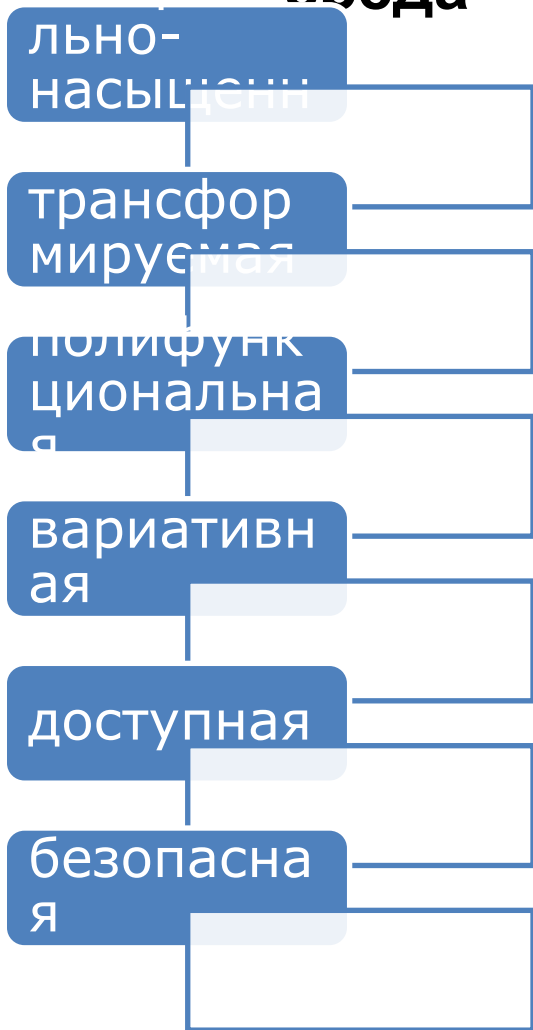 льно-
насыщенн
трансфор
мируемая
полифунк
циональна
я
вариативн
ая
доступная
безопасна
я